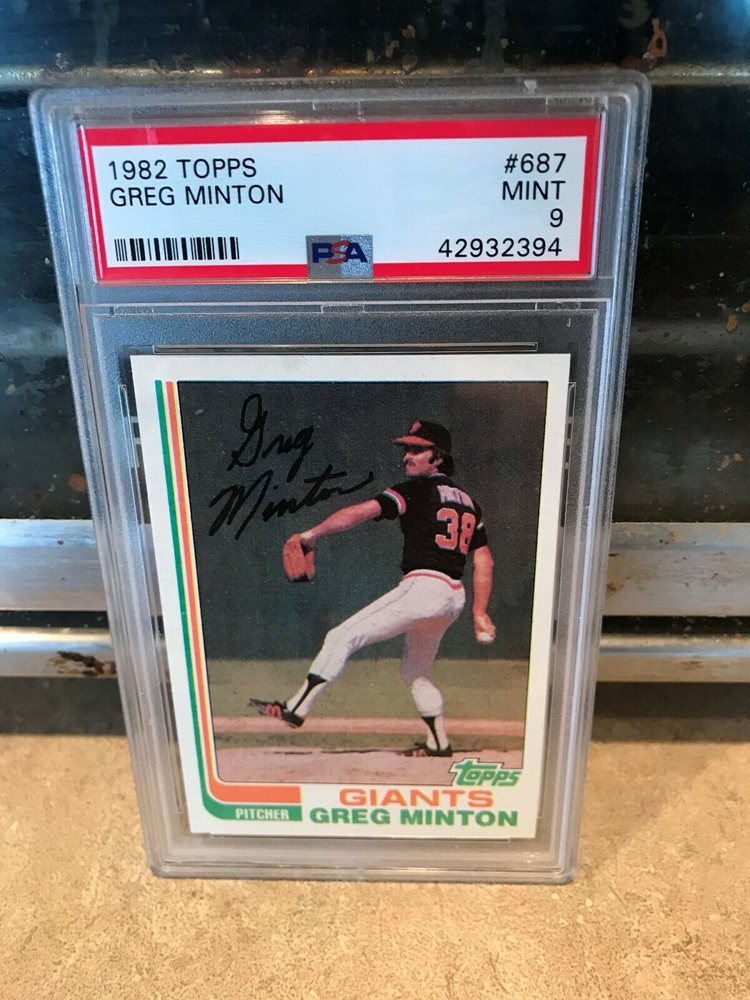 1982 TOPPS #687
GREG MINTON MINT
9
PSA 42932394
Greg
Minton
38
Topps
GIANTS
PITCHER GREG MINTON